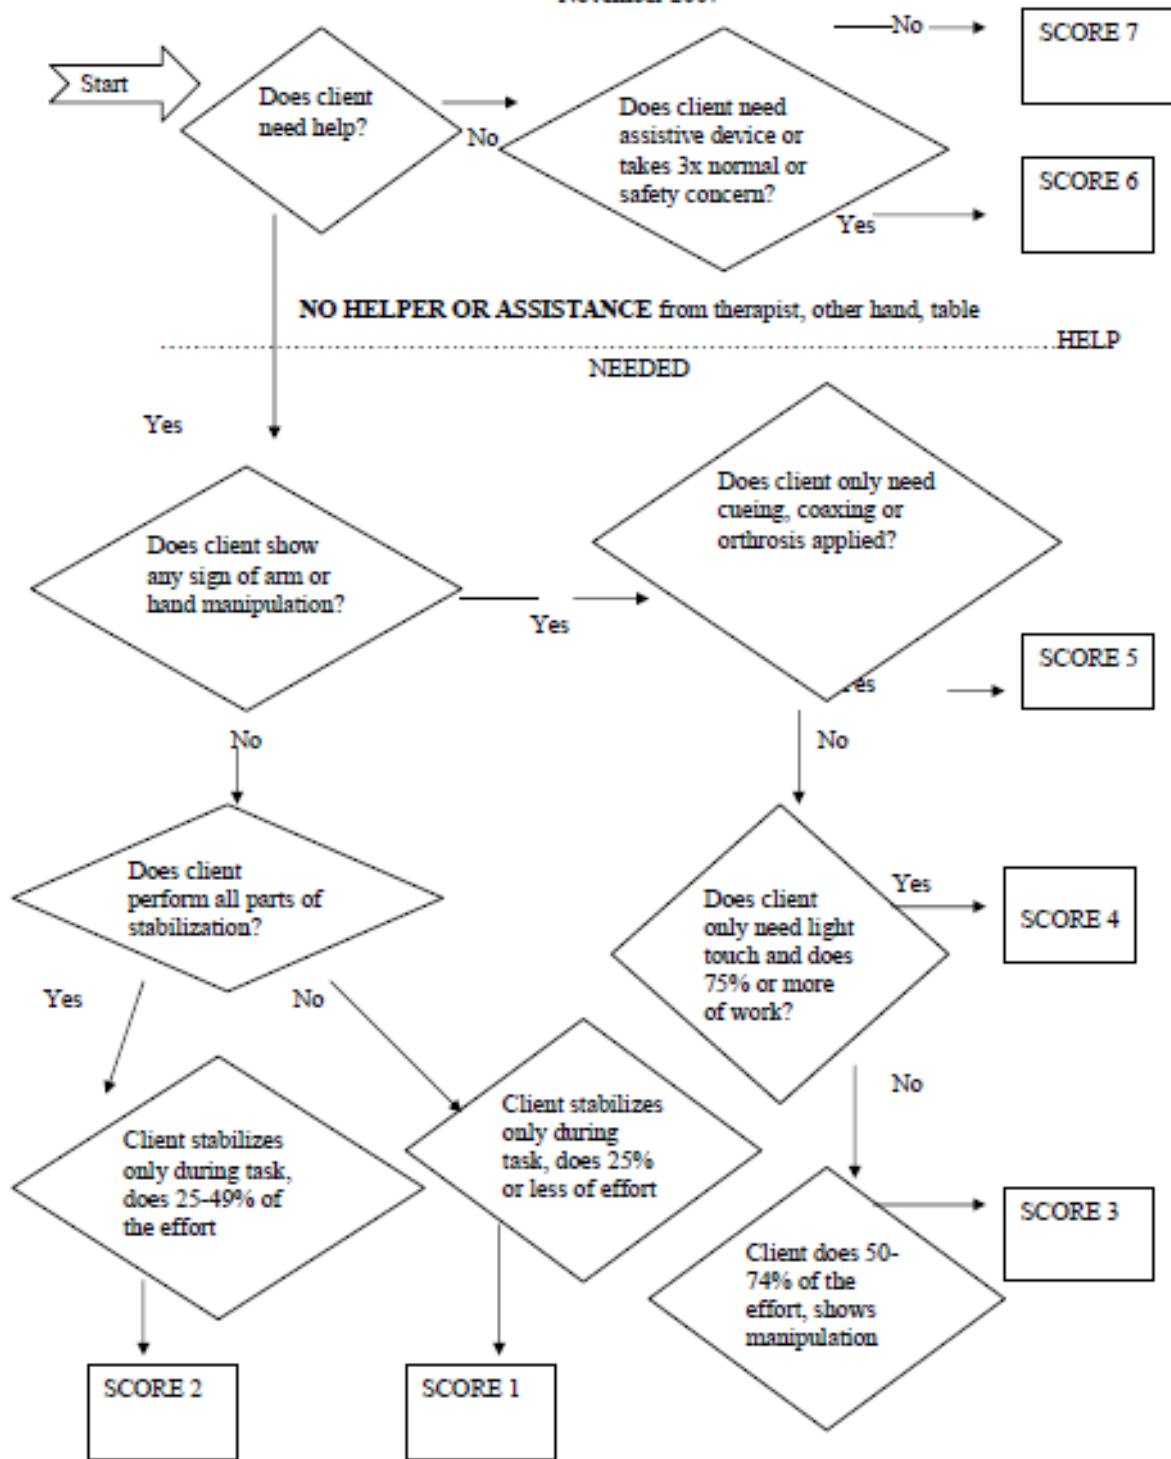 No
SCORE 7
Start
Does client
need help?
No
Does client need
assistive device or
takes 3x normal or
safety concern?
SCORE 6
Yes
NO HELPER OR ASSISTANCE from therapist, other hand, table
HELP
NEEDED
Yes
Does client only need
cueing, coaxing or
orthrosis applied?
Does client show
any sign of arm or
hand manipulation?
Yes
SCORE 5
No
No
Does client
perform all parts of
stabilization?
Yes
Does client
only need light
touch and does
75% or more
of work?
SCORE 4
Yes
No
No
Client stabilizes
only during task,
does 25-49% of
the effort
Client stabilizes
only during
task, does 25%
or less of effort
SCORE 3
Client does 50-
74% of the
effort, shows
manipulation
SCORE 2
SCORE 1